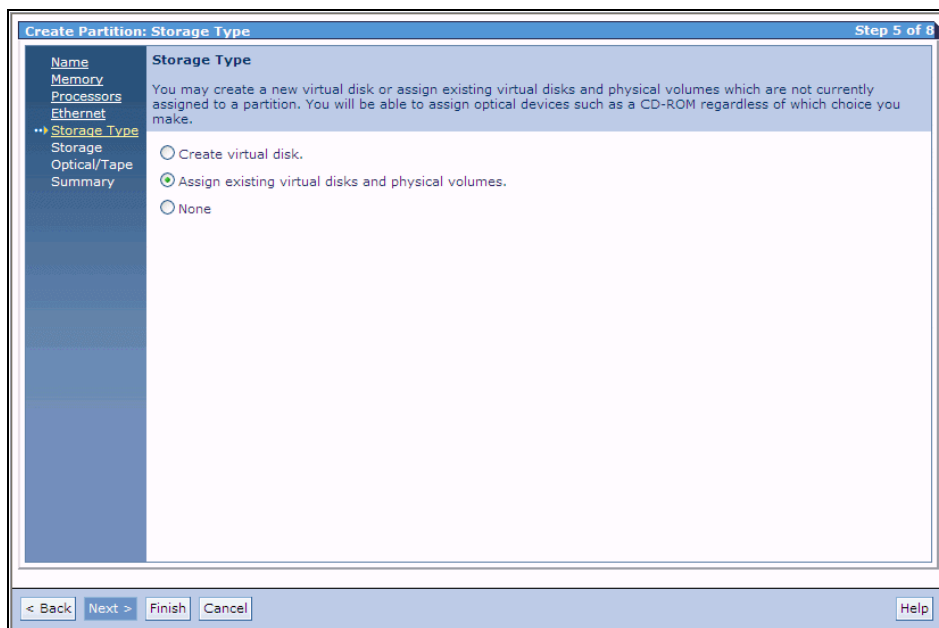 Create Partition: Storage Type
Step 5 of 8
Name
Memory
Processors
Ethernet
Storage Type
Storage
Optical/Tape
Summary
Storage Type
You may create a new virtual disk or assign existing virtual disks and physical volumes which are not currently
assigned to a partition. You will be able to assign optical devices such as a CD-ROM regardless of which choice you
make.
Create virtual disk.
Assign existing virtual disks and physical volumes.
None
< Back
Next >
Finish
Cancel
Help